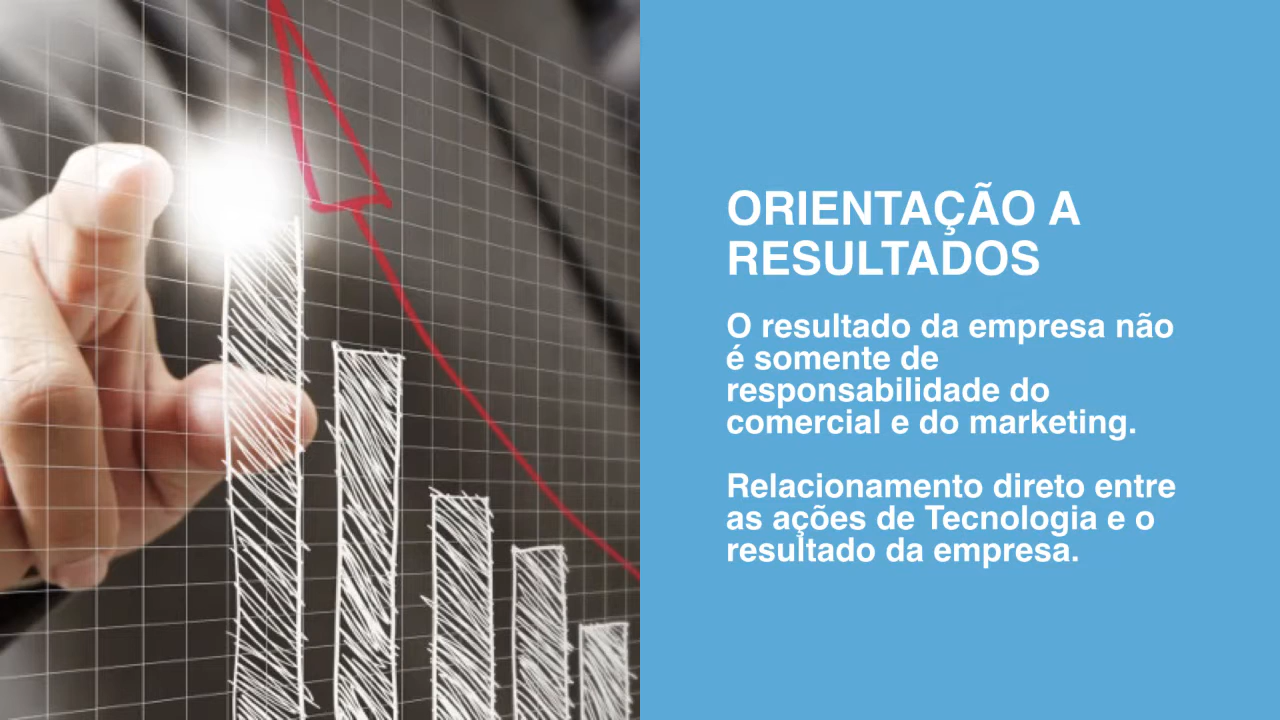 ORIENTAÇÃO A
RESULTADOS
O resultado da empresa não
é somente de
responsabilidade do
comercial e do marketing.
Relacionamento direto entre
as ações de Tecnologia e o
resultado da empresa.